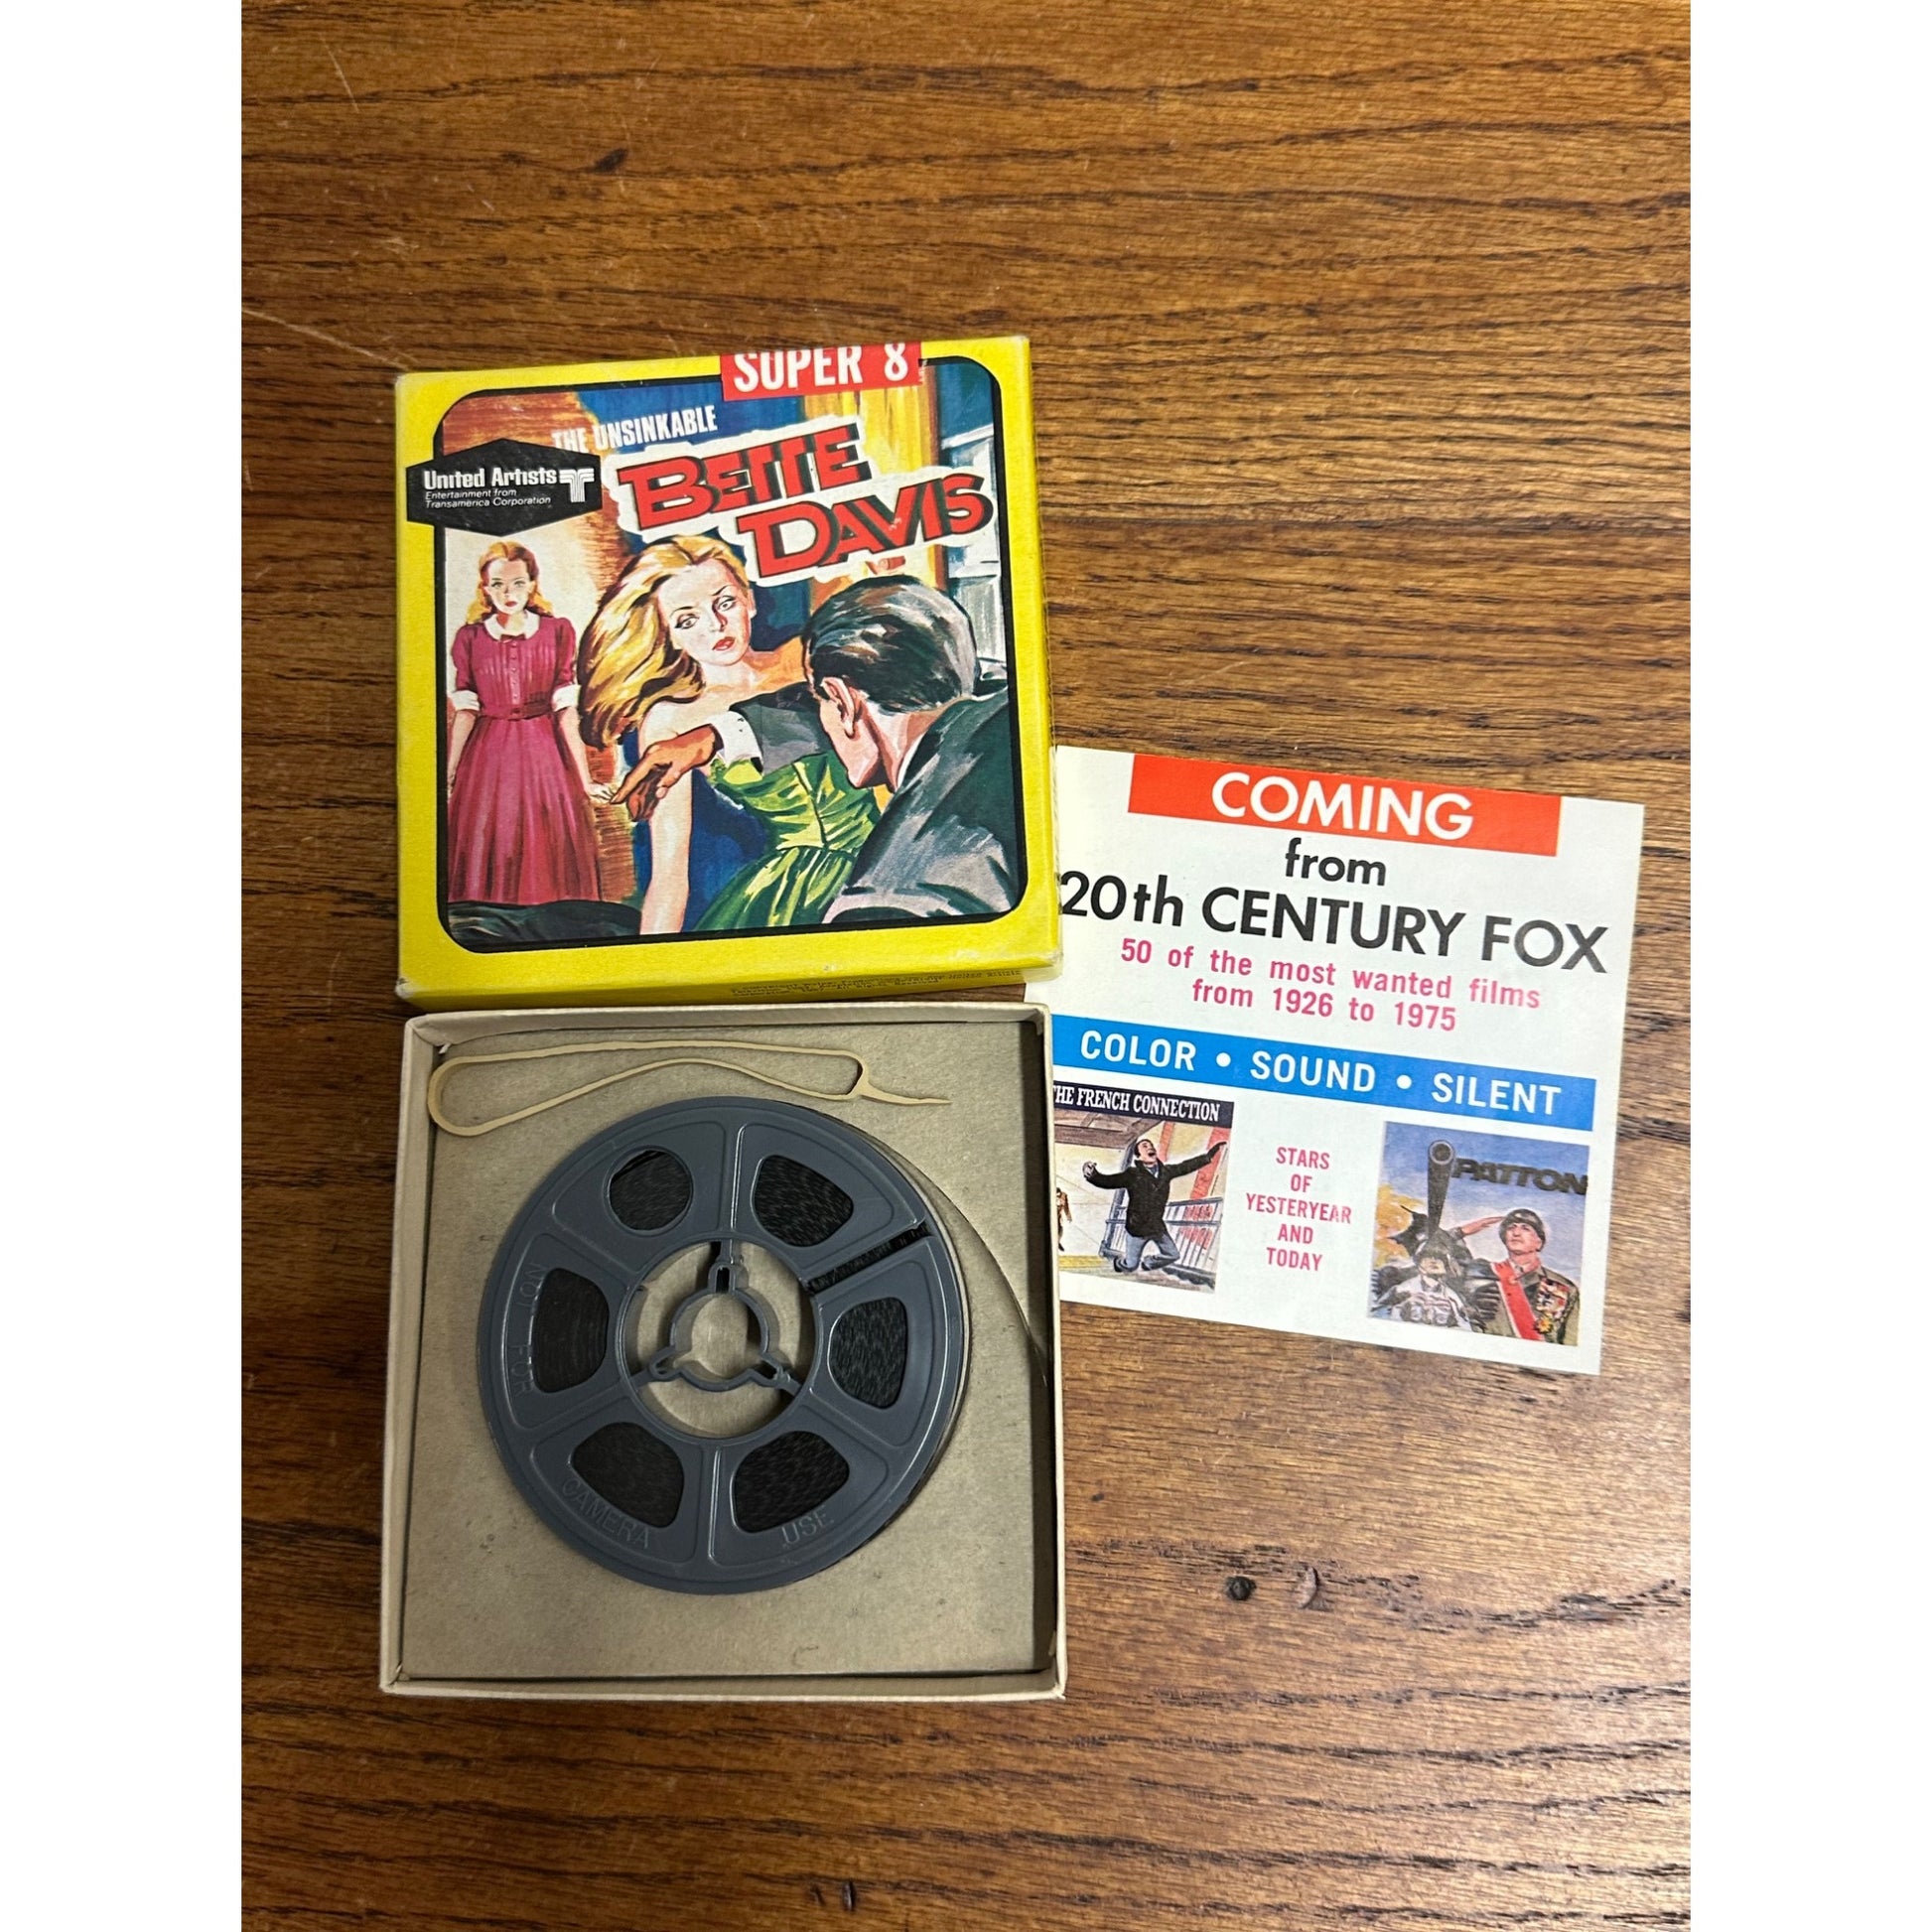 SUPER 8
THE UNSINKABLE
BETTE
DAVIS
United Artists
Entertainment from
Transamerica Corporation
COMING
from
20th CENTURY FOX
50 of the most wanted films
from 1926 to 1975
COLOR • SOUND • SILENT
THE FRENCH CONNECTION
STARS
OF
YESTERYEAR
AND
TODAY
PATTON
NOT FOR
CAMERA
USE